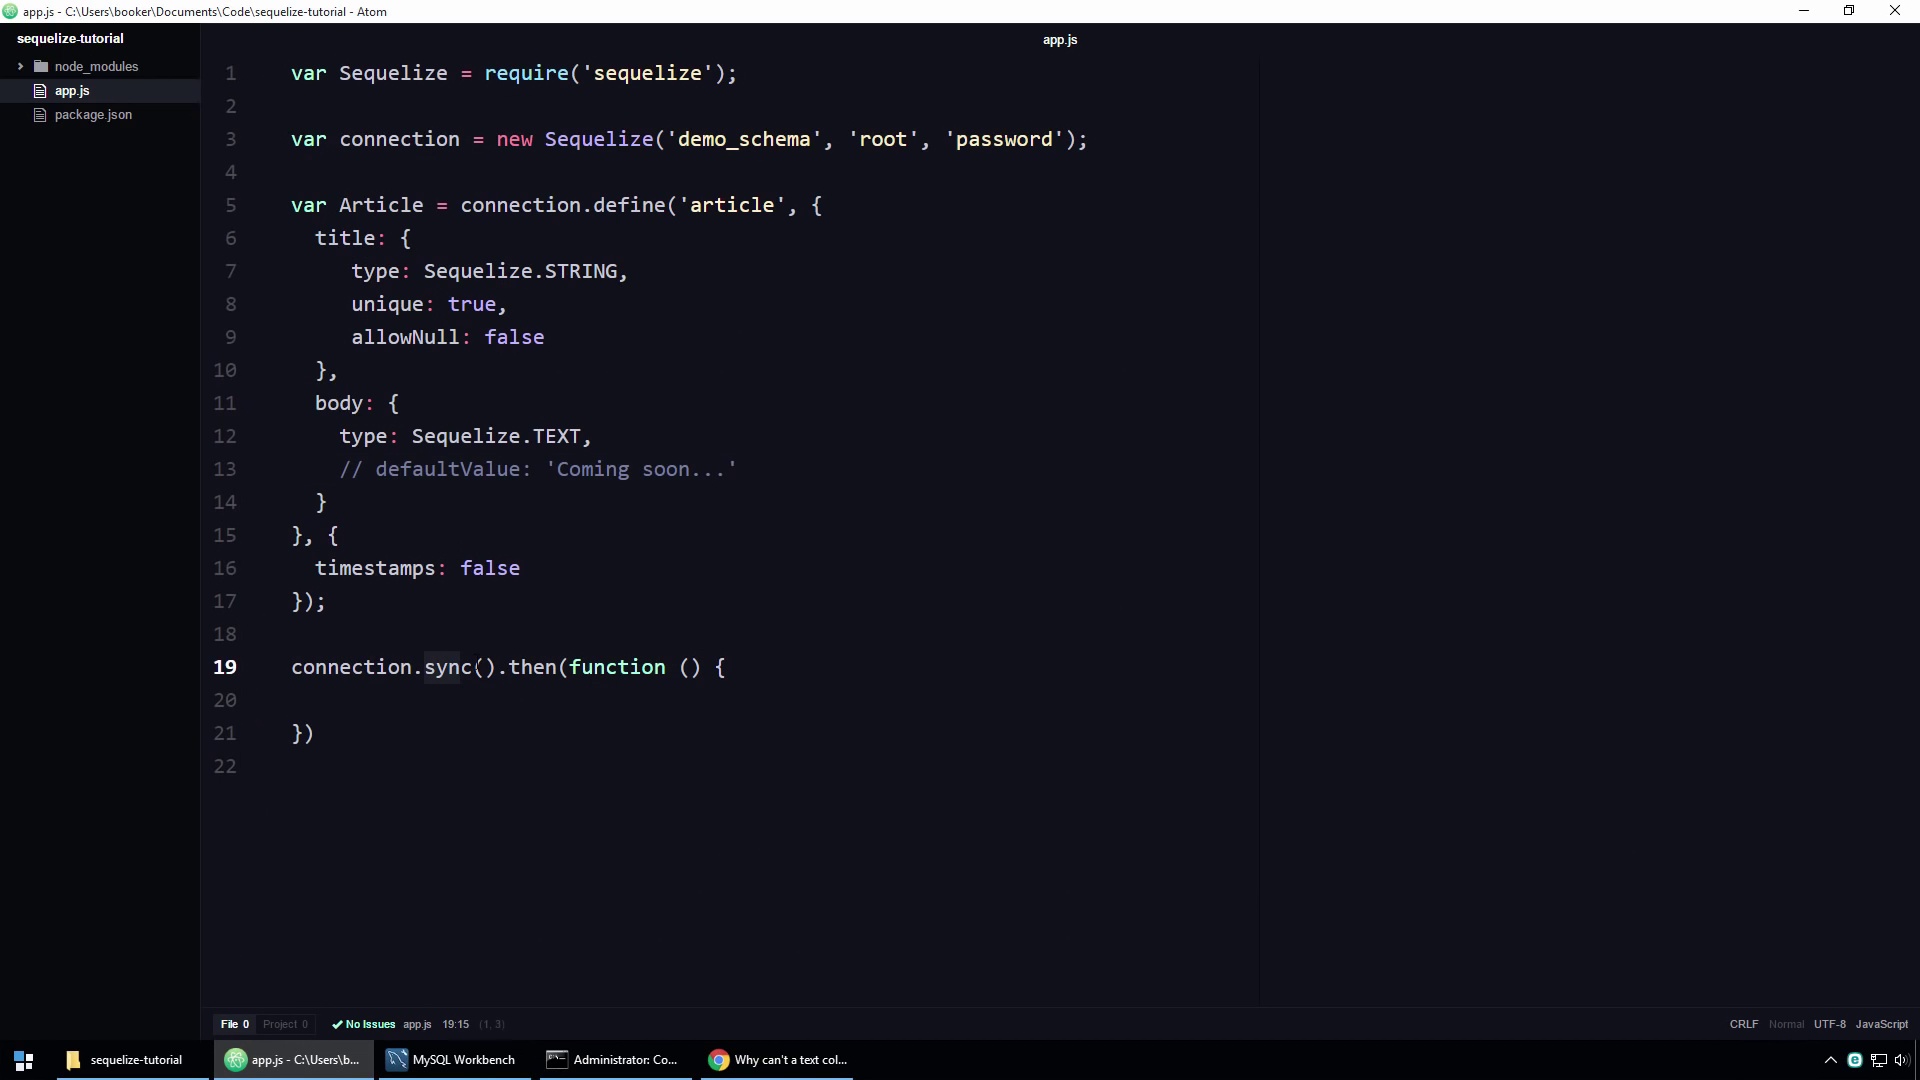 app.js - C:\Users\booker\Documents\Code\sequelize-tutorial - Atom
sequelize-tutorial
node_modules
app.js
package.json
app.js
1 var Sequelize = require('sequelize');
2
3 var connection = new Sequelize('demo_schema', 'root', 'password');
4
5 var Article = connection.define('article', {
6   title: {
7      type: Sequelize.STRING,
8      unique: true,
9      allowNull: false
10   },
11   body: {
12     type: Sequelize.TEXT,
13     // defaultValue: 'Coming soon...'
14   }
15 }, {
16   timestamps: false
17 });
18
19 connection.sync().then(function () {
20
21 })
22
File 0 Project 0 No Issues app.js 19:15 (1, 3) CRLF Normal UTF-8 JavaScript
sequelize-tutorial app.js - C:\Users\b... MySQL Workbench Administrator: Co... Why can't a text col...